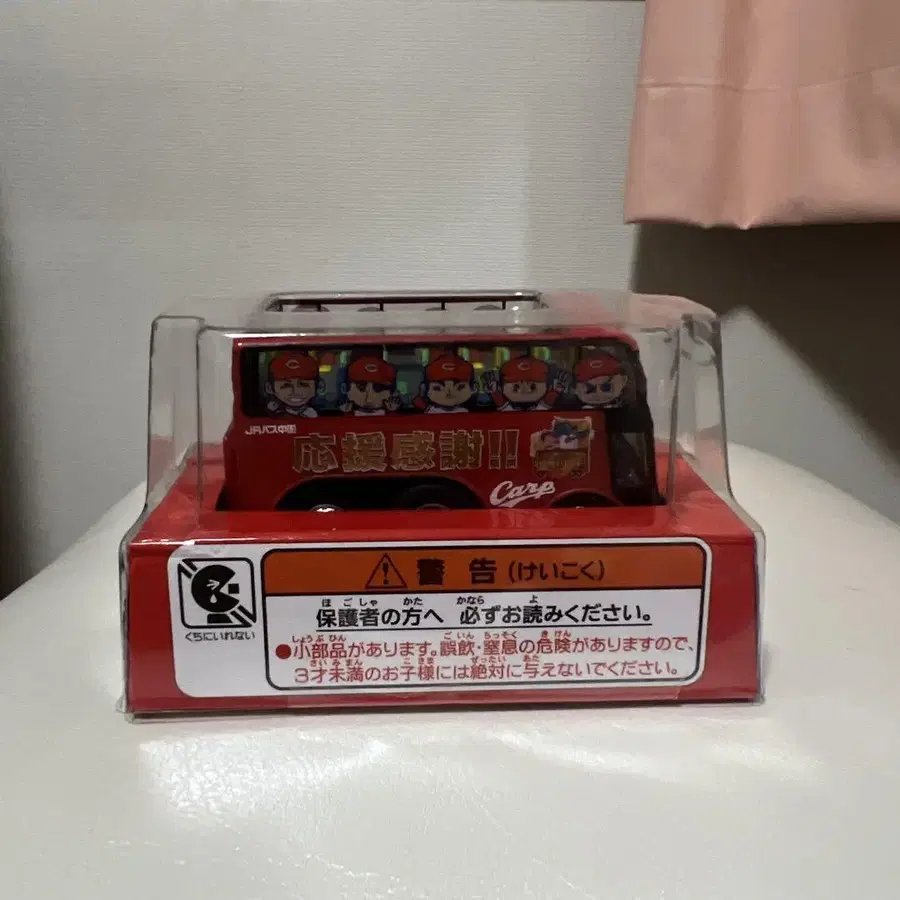 JRバス中国
応援感謝!!
Carp
警告(けいこく)
くちにいれない
保護者の方へ 必ずお読みください。
●小部品があります。誤飲・窒息の危険がありますので、
3才未満のお子様には絶対に与えないでください。